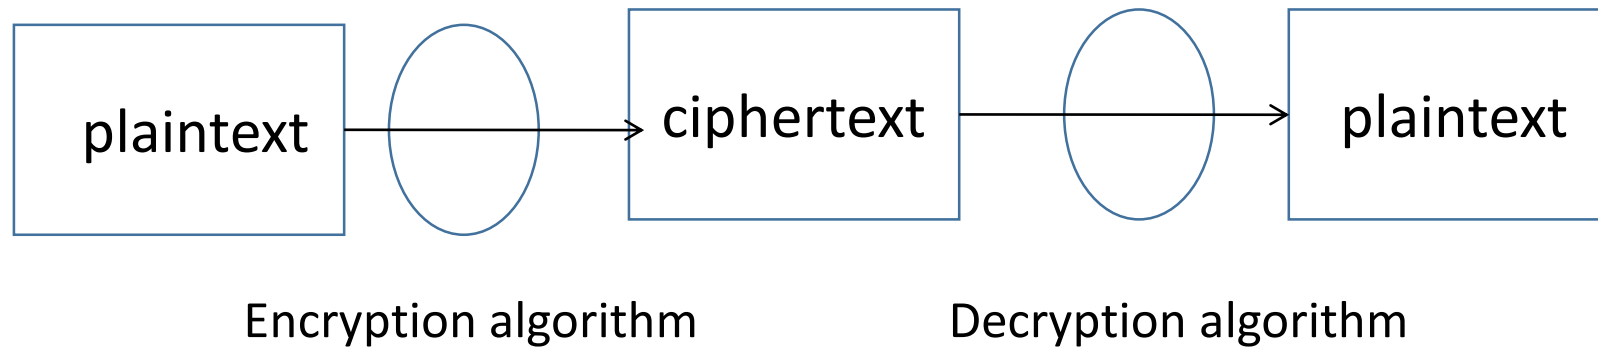 plaintext
ciphertext
plaintext
Encryption algorithm
Decryption algorithm